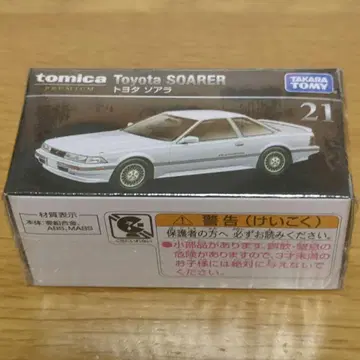 tomica
PREMIUM
Toyota SOARER
トヨタ ソアラ
TAKARA
TOMY
21
材質表示
本体:亜鉛合金、
ABS, MABS
警告(けいこく)
保護者の方へ 必ずお読みください。
●小部品があります。誤飲・窒息の
危険がありますので、3才未満の
お子様には絶対に与えないで
ください。